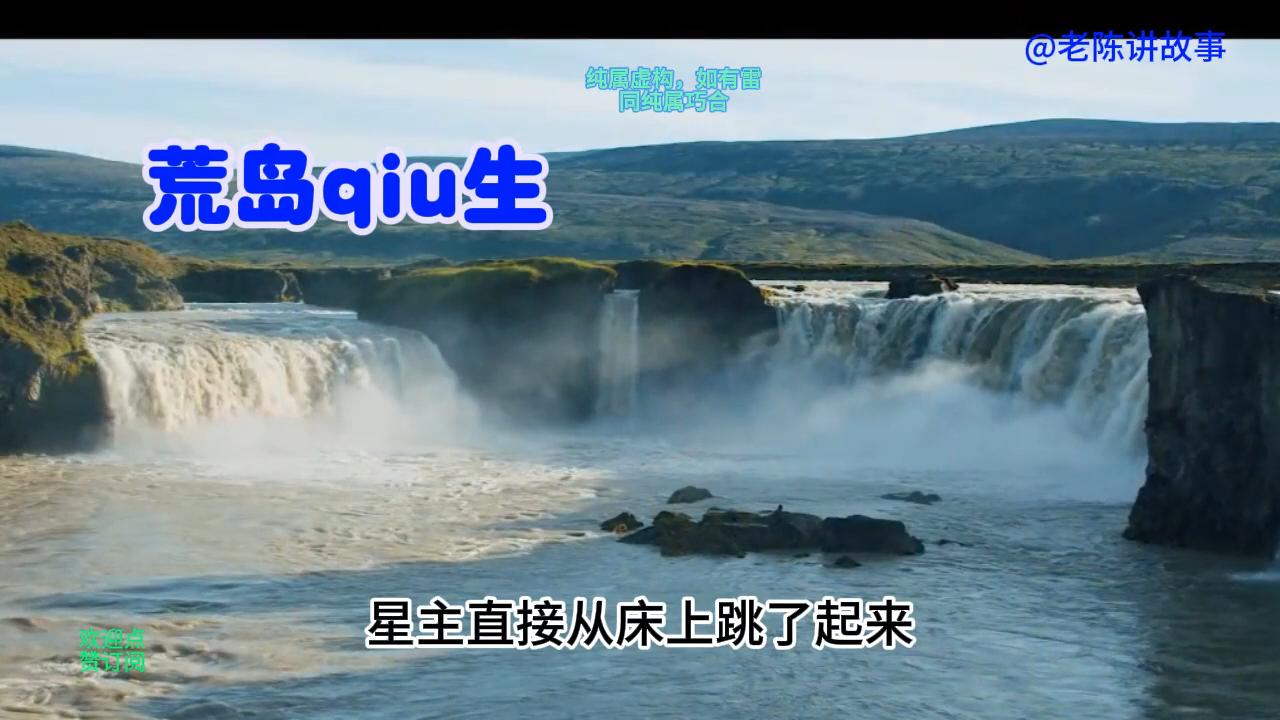 @老陈讲故事
纯属虚构，如有雷
同纯属巧合
荒岛qiu生
星主直接从床上跳了起来
欢迎点
赞订阅